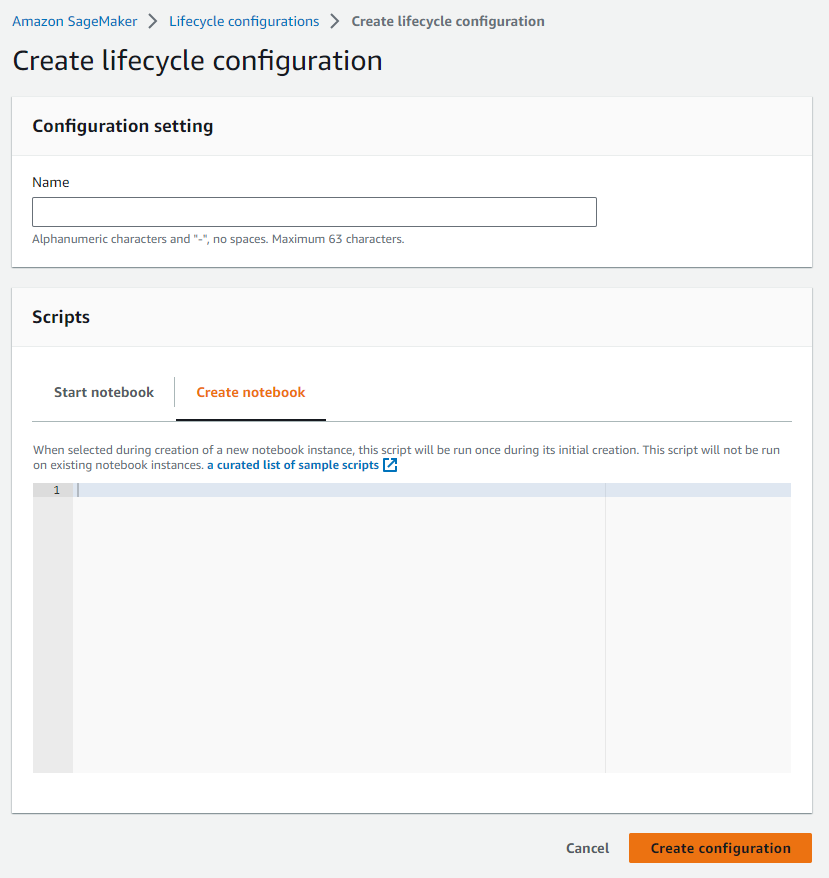 Amazon SageMaker > Lifecycle configurations > Create lifecycle configuration
Create lifecycle configuration
Configuration setting
Name
Alphanumeric characters and "-", no spaces. Maximum 63 characters.
Scripts
Start notebook Create notebook
When selected during creation of a new notebook instance, this script will be run once during its initial creation. This script will not be run
on existing notebook instances. a curated list of sample scripts
1
Cancel Create configuration